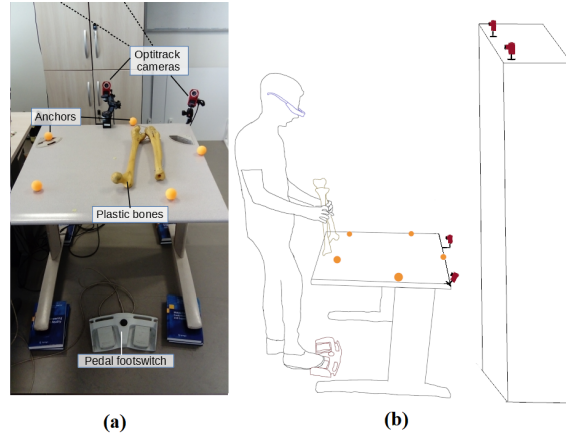 Optitrack
cameras
Anchors
Plastic bones
Pedal footswitch
(a)
(b)